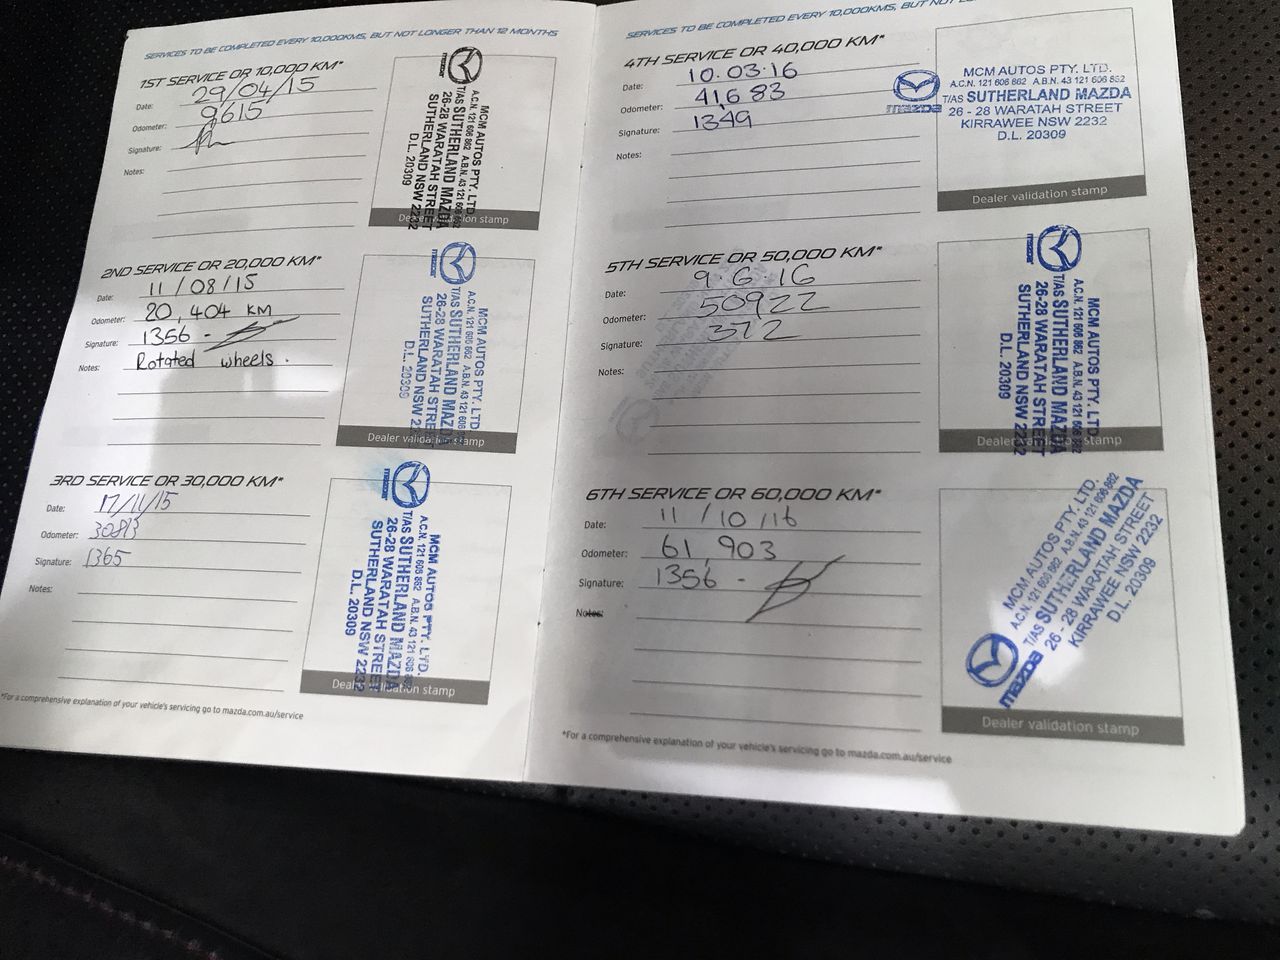 SERVICES TO BE COMPLETED EVERY 10,000KMS, BUT NOT LONGER THAN 12 MONTHS
1ST SERVICE OR 10,000 KM*
Date: 29/04/15
Odometer: 9615
Signature:
Notes:
MCM AUTOS PTY. LTD
A.C.N. 121 606 862 A.B.N. 43 121 606 862
T/AS SUTHERLAND MAZDA
26-28 WARATAH STREET
SUTHERLAND NSW 2232
D.L. 20309
mazda
Dealer validation stamp
2ND SERVICE OR 20,000 KM*
Date: 11/08/15
Odometer: 20,404 KM
Signature: 1356 -
Notes: Rotated wheels.
MCM AUTOS PTY. LTD
A.C.N. 121 606 862 A.B.N. 43 121 606
T/AS SUTHERLAND MAZDA
26-28 WARATAH STREET
SUTHERLAND NSW 22
D.L. 20309
mazda
Dealer validation stamp
3RD SERVICE OR 30,000 KM*
Date: 17/11/15
Odometer:
Signature: 1365
Notes:
MCM AUTOS PTY. LTD.
A.C.N. 121 606 862 A.B.N. 43 121 606 862
T/AS SUTHERLAND MAZDA
26-28 WARATAH STREET
SUTHERLAND NSW 2232
D.L. 20309
mazda
Dealer validation stamp
*For a comprehensive explanation of your vehicle's servicing go to mazda.com.au/service
SERVICES TO BE COMPLETED EVERY 10,000KMS, BUT NOT
4TH SERVICE OR 40,000 KM*
Date: 10.03.16
Odometer: 41683
Signature: 1349
Notes:
MCM AUTOS PTY. LTD.
A.C.N. 121 606 862 A.B.N. 43 121 606 862
T/AS SUTHERLAND MAZDA
26 - 28 WARATAH STREET
KIRRAWEE NSW 2232
D.L. 20309
mazda
Dealer validation stamp
5TH SERVICE OR 50,000 KM*
Date: 9.6.16
Odometer: 50922
Signature: 372
Notes:
MCM AUTOS PTY. LTD
A.C.N. 121 606 862 A.B.N. 43 121 606 862
T/AS SUTHERLAND MAZDA
26-28 WARATAH STREET
SUTHERLAND NSW 2232
D.L. 20309
mazda
Dealer validation stamp
6TH SERVICE OR 60,000 KM*
Date: 11/10/16
Odometer: 61,903
Signature: 1356 -
Notes:
MCM AUTOS PTY. LTD.
A.C.N. 121 606 862 A.B.N. 43 121 606 862
T/AS SUTHERLAND MAZDA
26 - 28 WARATAH STREET
KIRRAWEE NSW 2232
D.L. 20309
mazda
Dealer validation stamp
*For a comprehensive explanation of your vehicle's servicing go to mazda.com.au/service